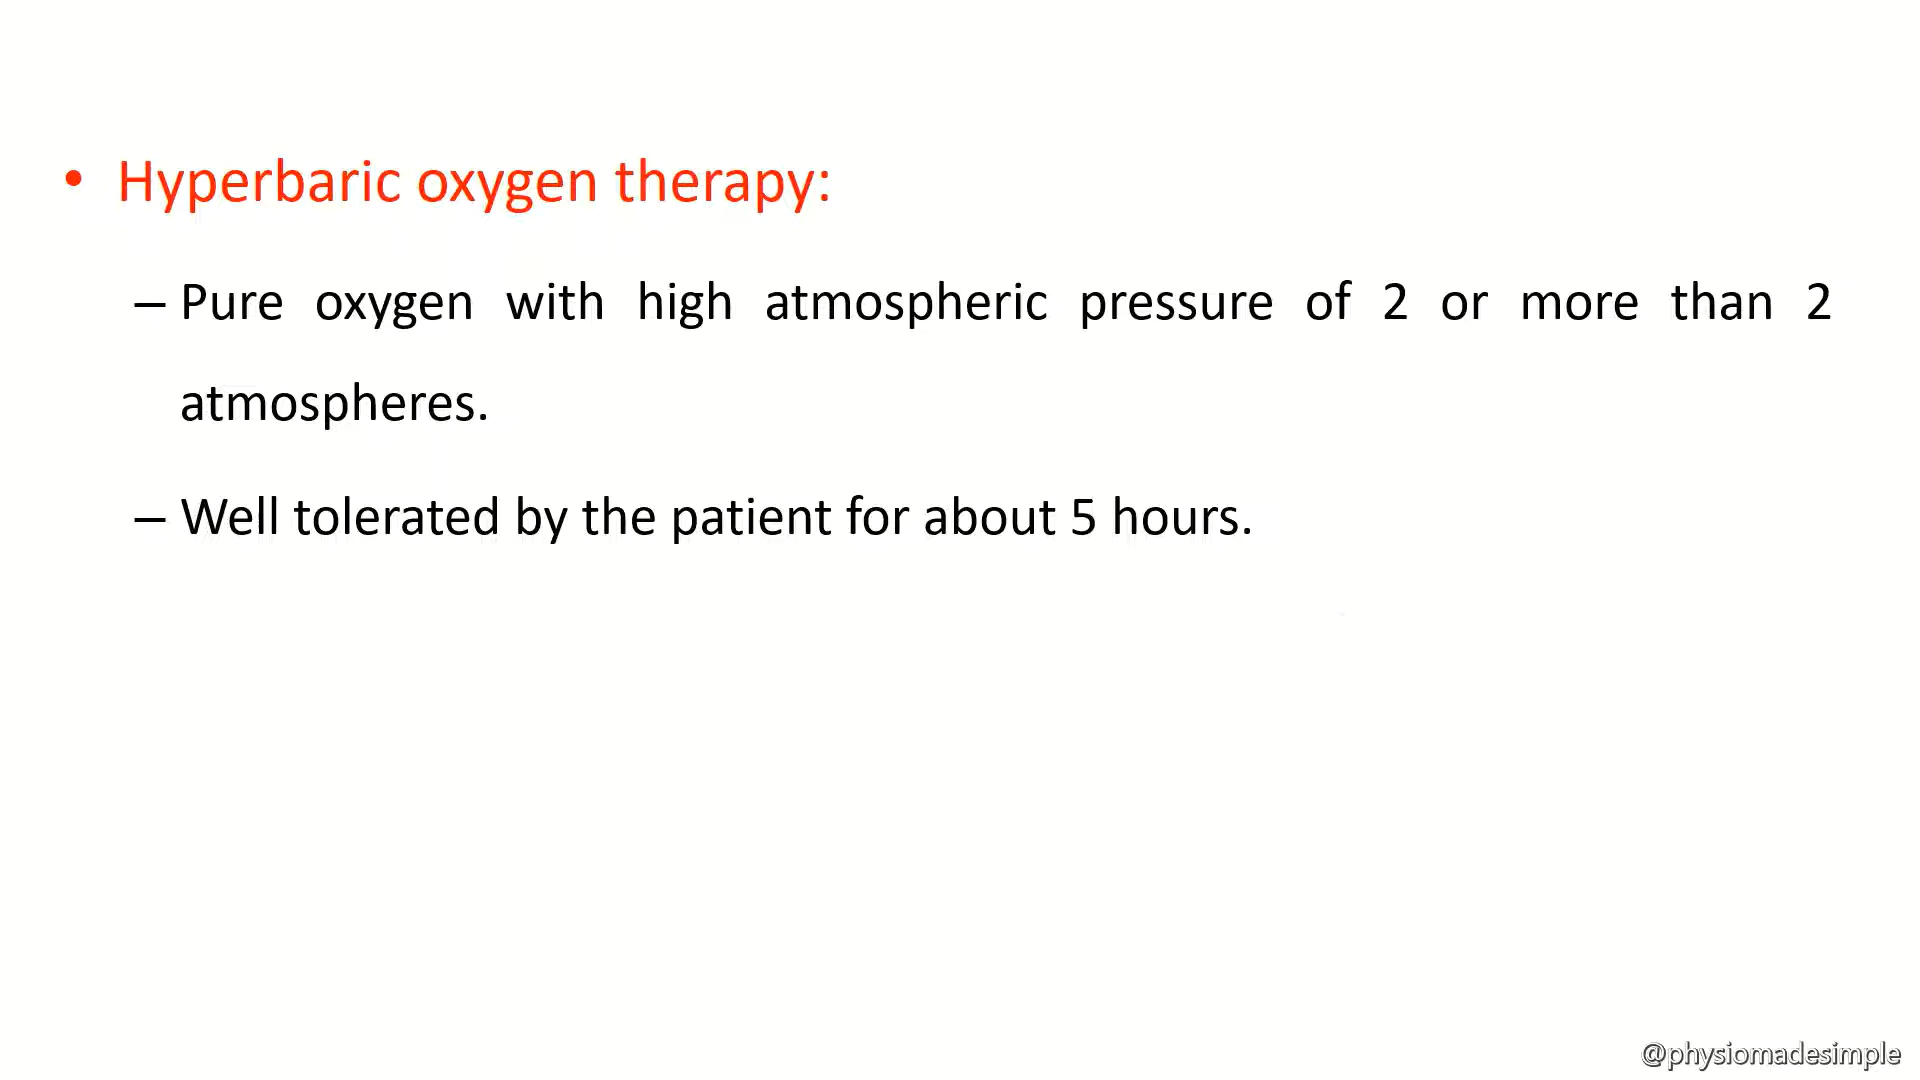 • Hyperbaric oxygen therapy:
– Pure oxygen with high atmospheric pressure of 2 or more than 2
atmospheres.
– Well tolerated by the patient for about 5 hours.
@physiomadesimple